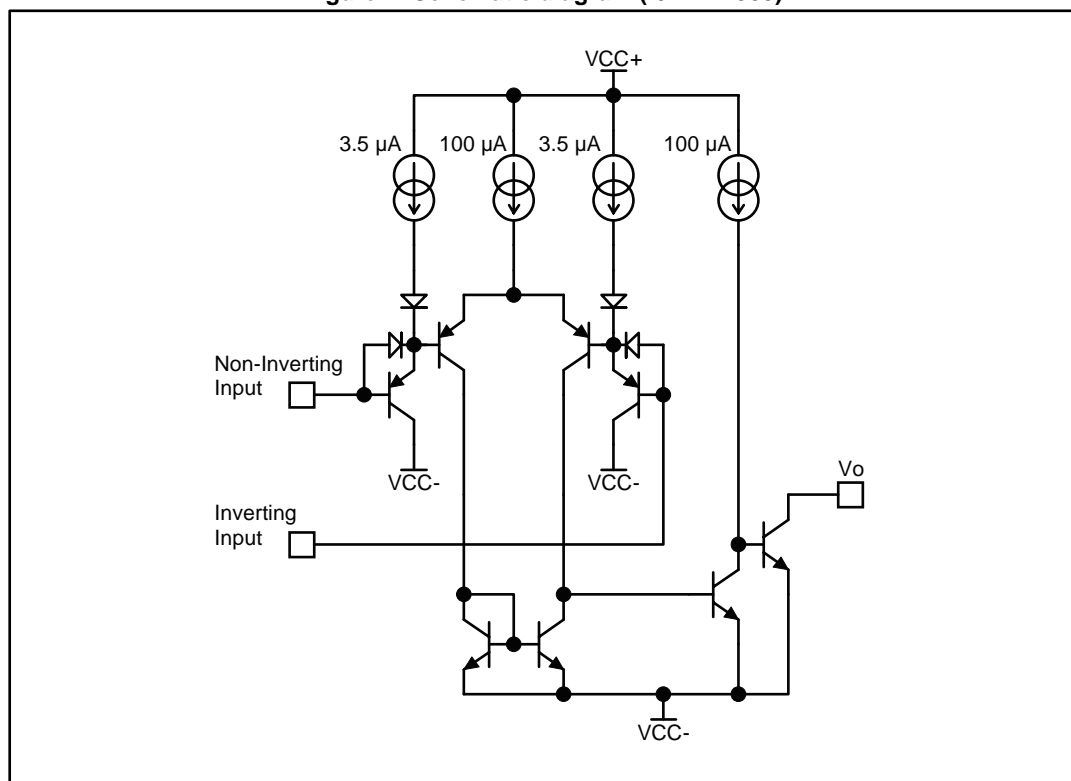 VCC+
3.5 µA
100 µA
3.5 µA
100 µA
Non-Inverting
Input
VCC-
VCC-
Vo
Inverting
Input
VCC-